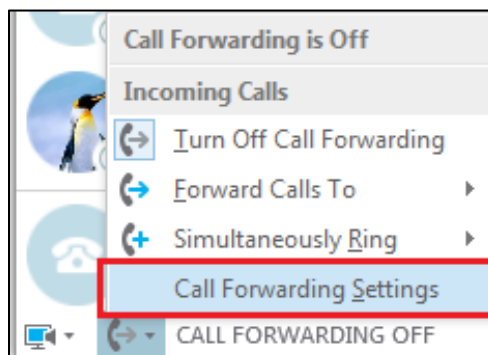 Call Forwarding is Off
Incoming Calls
Turn Off Call Forwarding
Forward Calls To
Simultaneously Ring
Call Forwarding Settings
CALL FORWARDING OFF